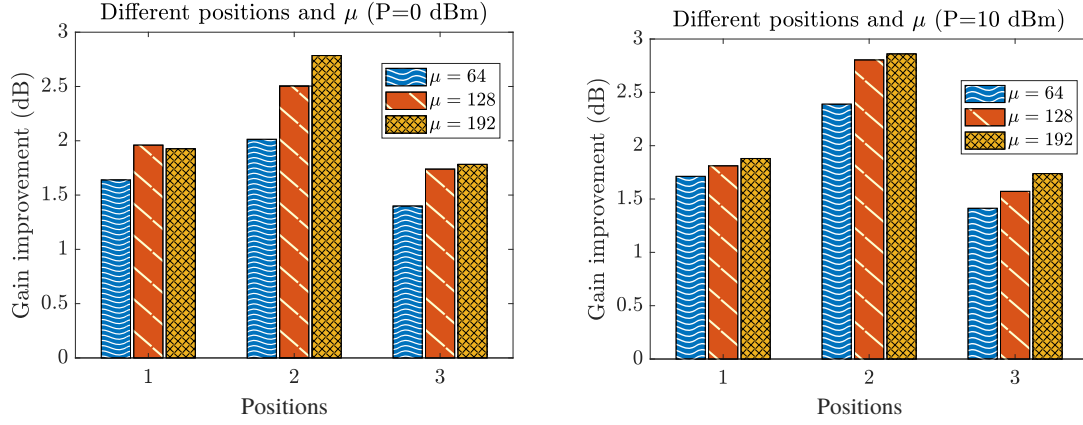 Different positions and μ (P=0 dBm)
Gain improvement (dB)
3
2.5
2
1.5
1
0.5
0
μ = 64
μ = 128
μ = 192
1 2 3
Positions
Different positions and μ (P=10 dBm)
Gain improvement (dB)
3
2.5
2
1.5
1
0.5
0
μ = 64
μ = 128
μ = 192
1 2 3
Positions